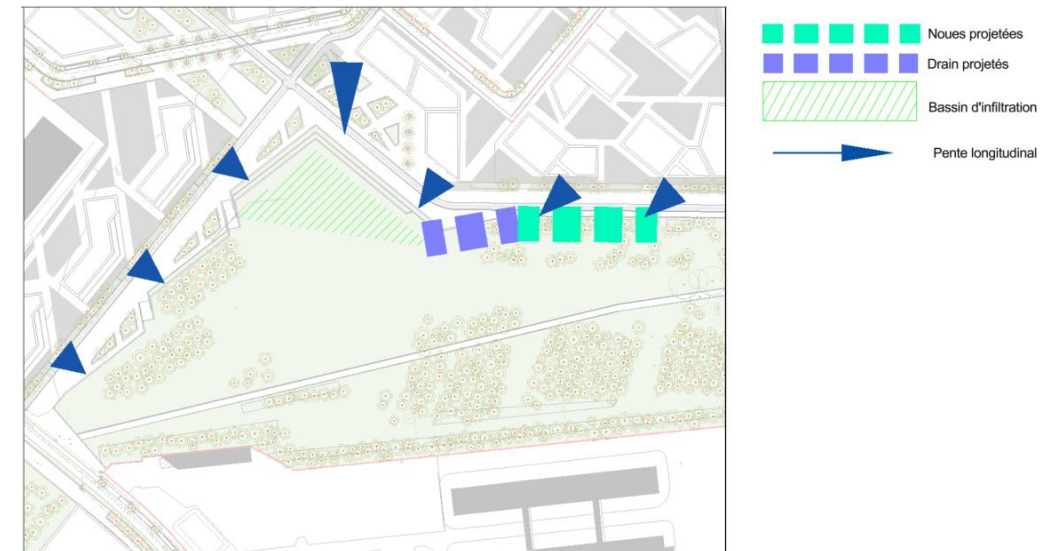 Noues projetées
Drain projetés
Bassin d'infiltration
Pente longitudinal